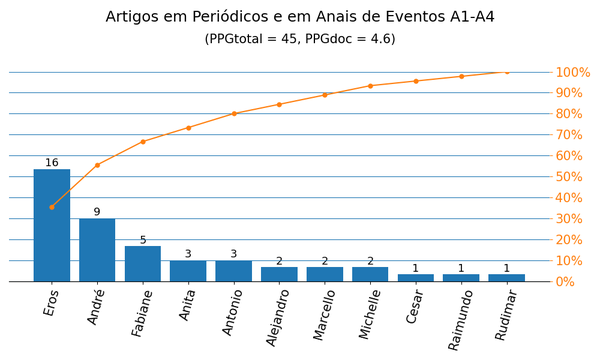 Artigos em Periódicos e em Anais de Eventos A1-A4
(PPGtotal = 45, PPGdoc = 4.6)
100%
90%
80%
70%
60%
50%
40%
30%
20%
10%
0%
16
9
5
3
3
2
2
2
1
1
1
Eros
André
Fabiane
Anita
Antonio
Alejandro
Marcello
Michelle
Cesar
Raimundo
Rudimar